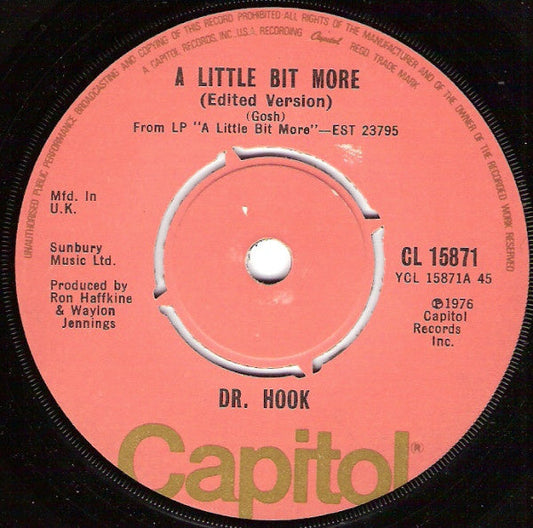 UNAUTHORISED PUBLIC PERFORMANCE BROADCASTING AND COPYING OF THIS RECORD PROHIBITED ALL RIGHTS OF THE MANUFACTURER AND OF THE OWNER OF THE RECORDED WORK RESERVED
A CAPITOL RECORDS, INC., U.S.A. RECORDING Capitol REGD TRADE MARK
A LITTLE BIT MORE
(Edited Version)
(Gosh)
From LP "A Little Bit More"—EST 23795
Mfd. In
U.K.
Sunbury
Music Ltd.
Produced by
Ron Haffkine
& Waylon
Jennings
CL 15871
YCL 15871A 45
℗1976
Capitol
Records
Inc.
DR. HOOK
Capitol®